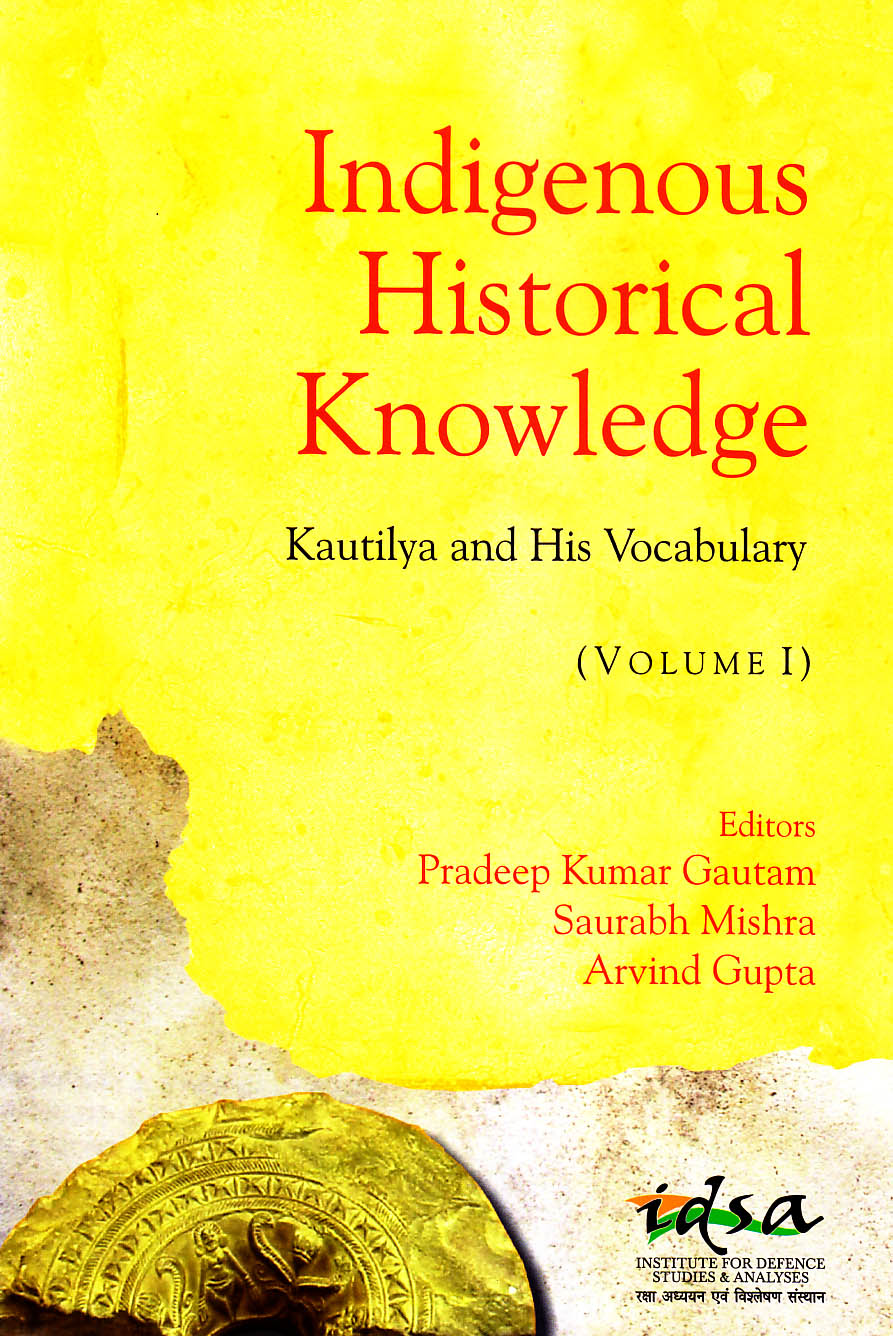 Indigenous
Historical
Knowledge
Kautilya and His Vocabulary
(VOLUME I)
Editors
Pradeep Kumar Gautam
Saurabh Mishra
Arvind Gupta
idsa
INSTITUTE FOR DEFENCE
STUDIES & ANALYSES
रक्षा अध्ययन एवं विश्लेषण संस्थान